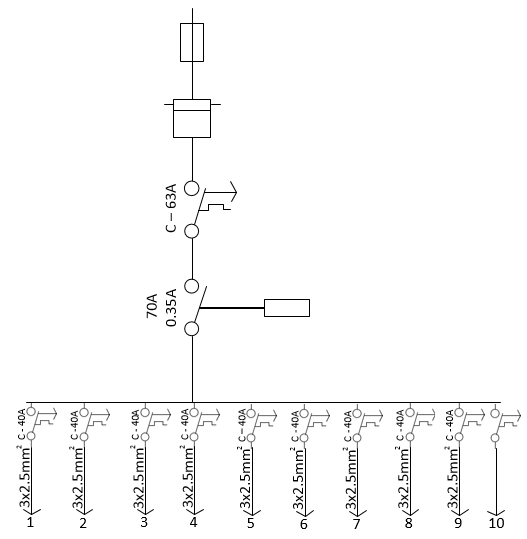 C – 63A
70A
0.35A
C - 40A
C - 40A
C - 40A
C - 40A
C – 40A
C - 40A
C - 40A
C - 40A
C - 40A
3x2.5mm²
3x2.5mm²
3x2.5mm²
3x2.5mm²
3x2.5mm²
3x2.5mm²
3x2.5mm²
3x2.5mm²
3x2.5mm²
1 2 3 4 5 6 7 8 9 10